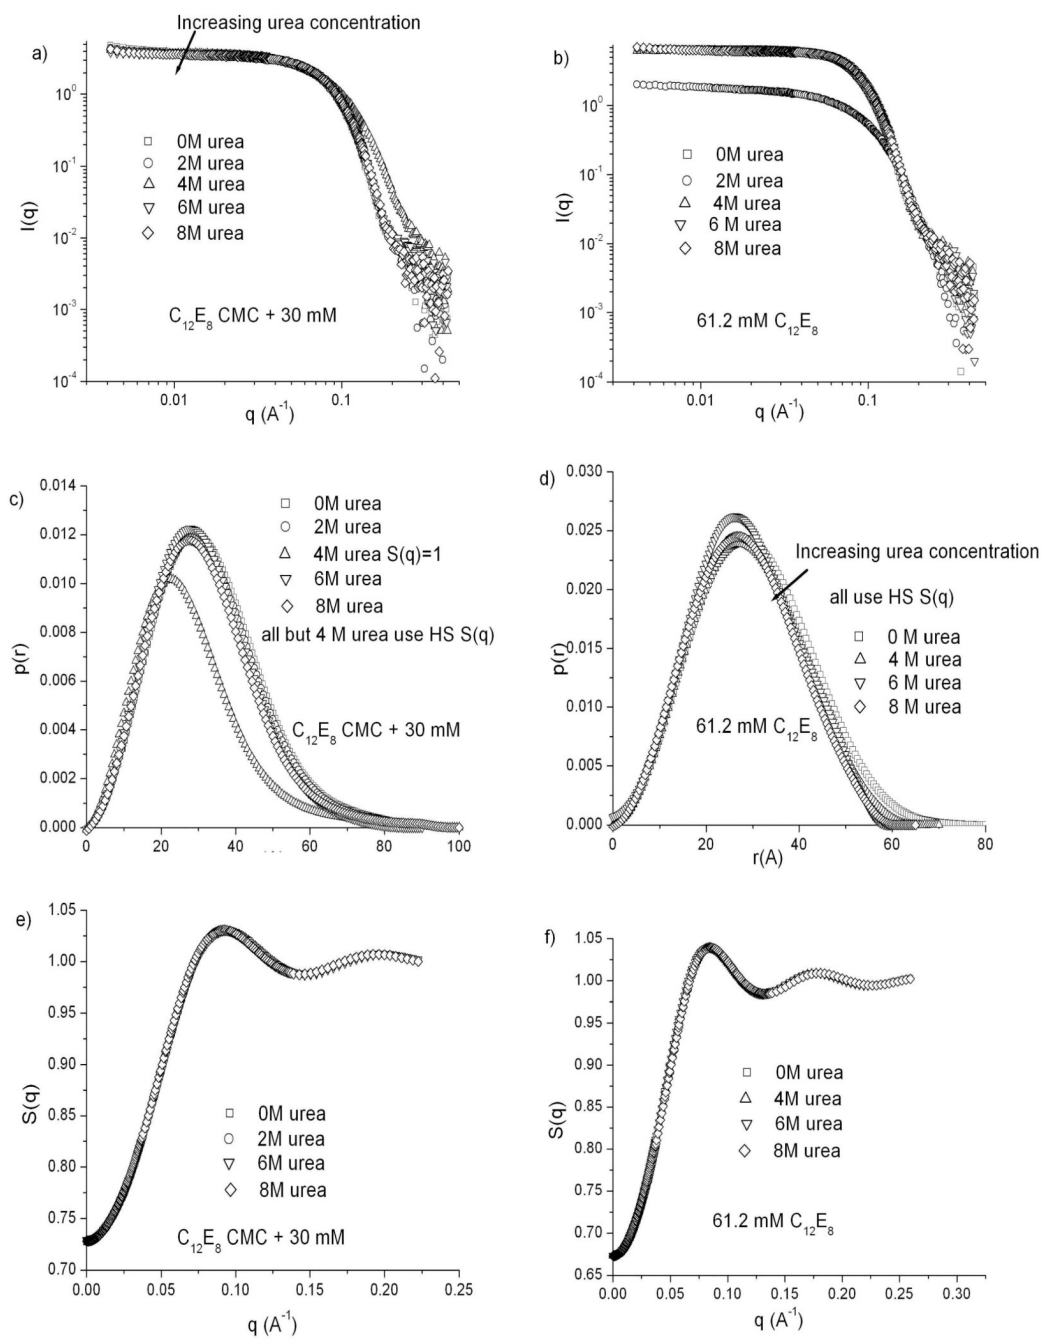 Increasing urea concentration
a)
I(q)
10⁰
10⁻¹
10⁻²
10⁻³
10⁻⁴
0M urea
2M urea
4M urea
6M urea
8M urea
C₁₂E₈ CMC + 30 mM
0.01 0.1
q (A⁻¹)
b)
I(q)
10⁰
10⁻¹
10⁻²
10⁻³
10⁻⁴
0M urea
2M urea
4M urea
6 M urea
8M urea
61.2 mM C₁₂E₈
0.01 0.1
q (A⁻¹)
c)
p(r)
0.014
0.012
0.010
0.008
0.006
0.004
0.002
0.000
0M urea
2M urea
4M urea S(q)=1
6M urea
8M urea
all but 4 M urea use HS S(q)
C₁₂E₈ CMC + 30 mM
0 20 40 60 80 100
d)
p(r)
0.030
0.025
0.020
0.015
0.010
0.005
0.000
Increasing urea concentration
all use HS S(q)
0 M urea
4 M urea
6 M urea
8 M urea
61.2 mM C₁₂E₈
0 20 40 60 80
r(A)
e)
S(q)
1.05
1.00
0.95
0.90
0.85
0.80
0.75
0.70
0M urea
2M urea
6M urea
8M urea
C₁₂E₈ CMC + 30 mM
0.00 0.05 0.10 0.15 0.20 0.25
q (A⁻¹)
f)
S(q)
1.05
1.00
0.95
0.90
0.85
0.80
0.75
0.70
0.65
0M urea
4M urea
6M urea
8M urea
61.2 mM C₁₂E₈
0.00 0.05 0.10 0.15 0.20 0.25 0.30
q (A⁻¹)